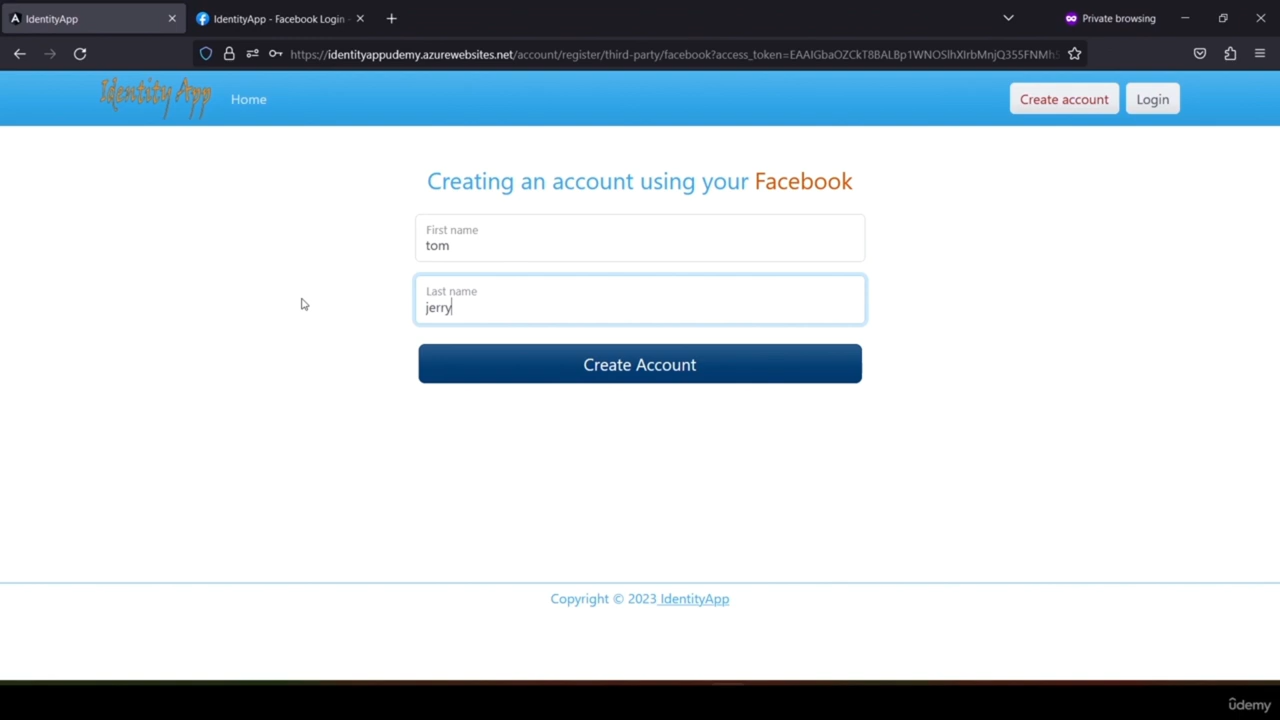 IdentityApp
IdentityApp - Facebook Login -
Private browsing
https://identityappudemy.azurewebsites.net/account/register/third-party/facebook?access_token=EAAIGbaOZCkT8BALBp1WNOSlhXIrbMnjQ355FNMhS
Identity App
Home
Create account
Login
Creating an account using your Facebook
First name
tom
Last name
jerry
Create Account
Copyright © 2023 IdentityApp
ûdemy